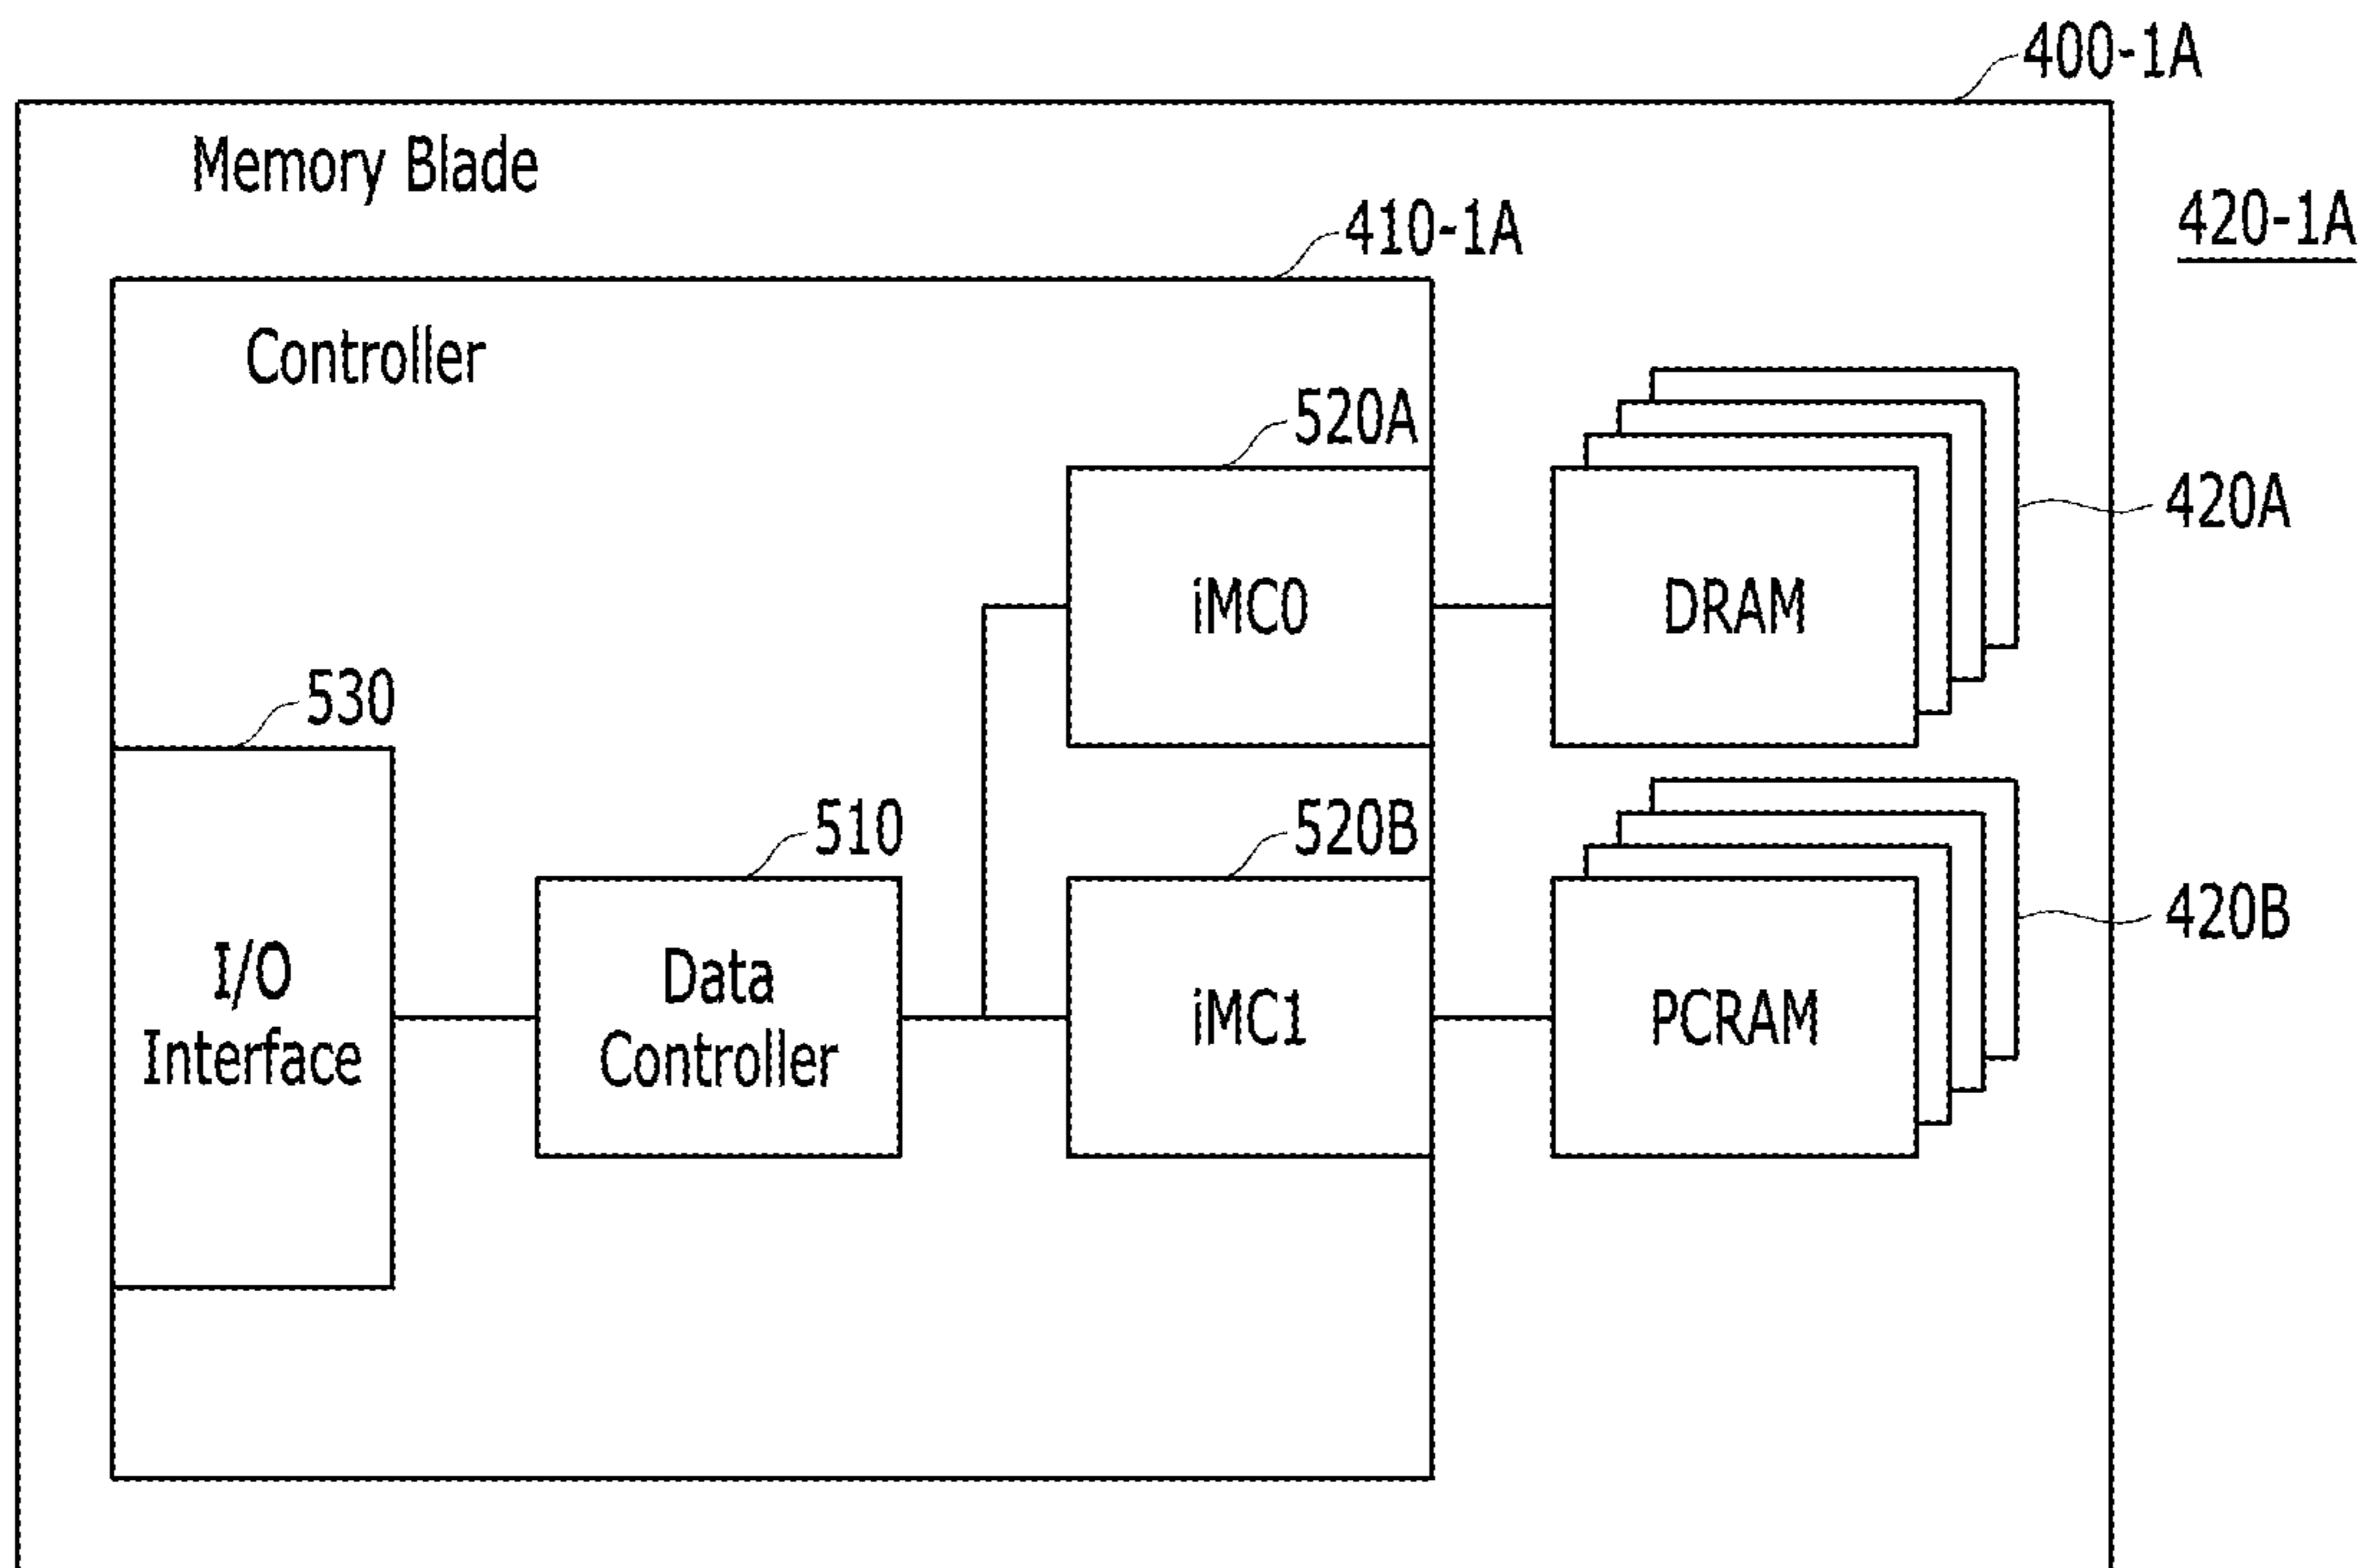 400-1A
Memory Blade
420-1A
410-1A
Controller
520A
420A
iMC0
DRAM
530
510
520B
420B
I/O
Interface
Data
Controller
iMC1
PCRAM